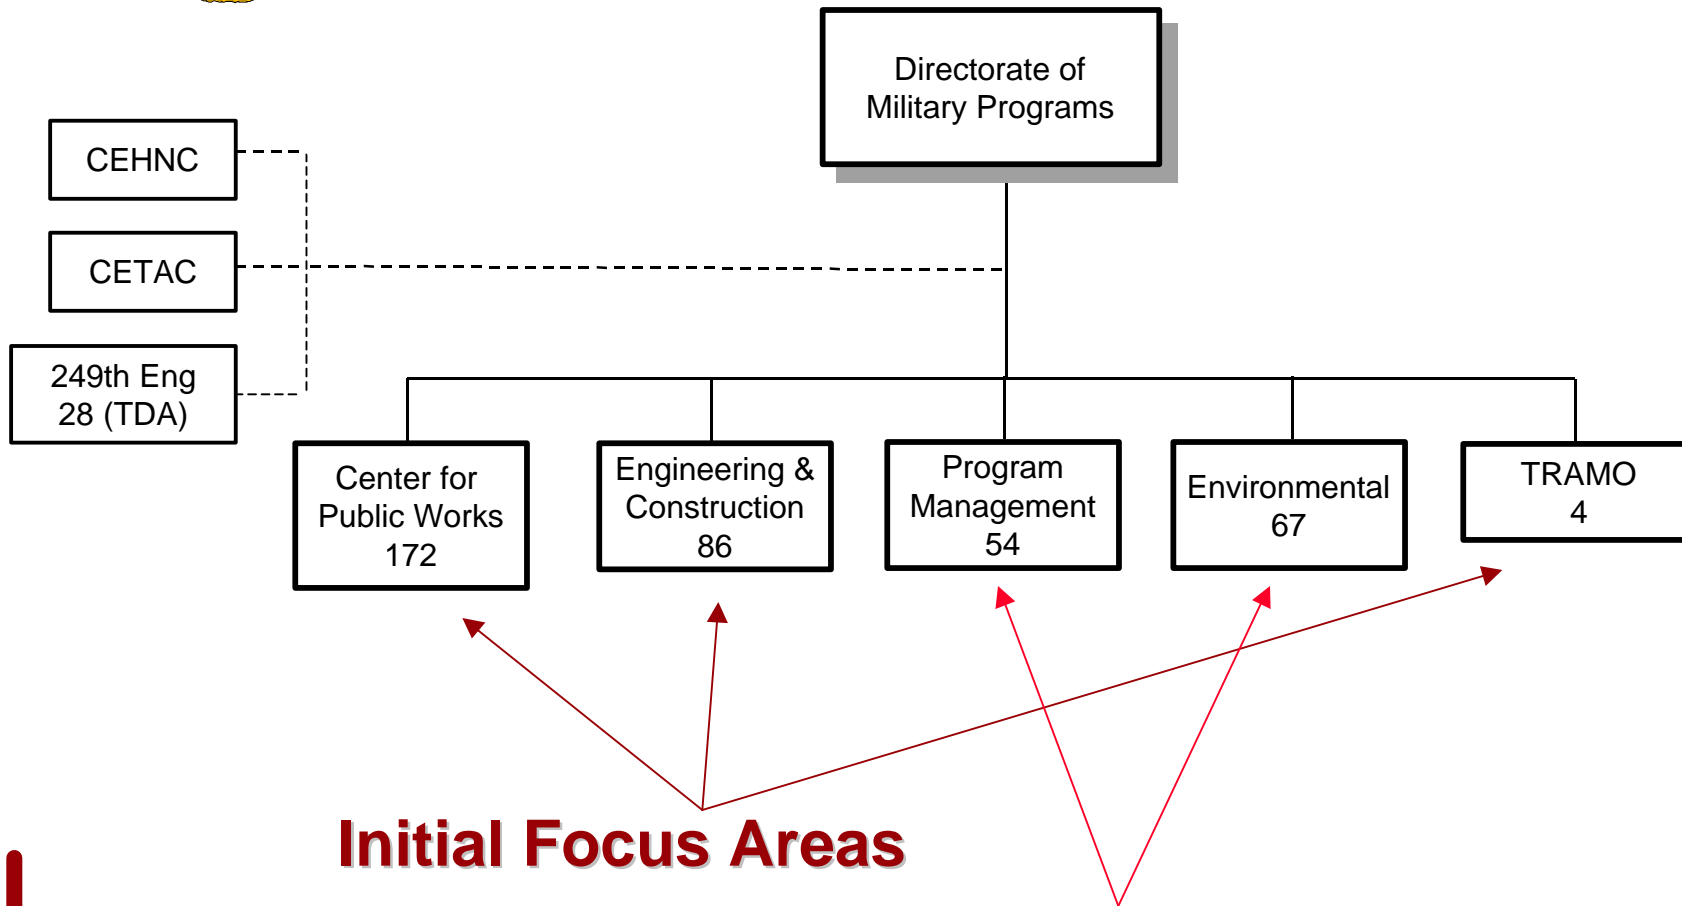 Directorate of
Military Programs
CEHNC
CETAC
249th Eng
28 (TDA)
Center for
Public Works
172
Engineering &
Construction
86
Program
Management
54
Environmental
67
TRAMO
4
Initial Focus Areas